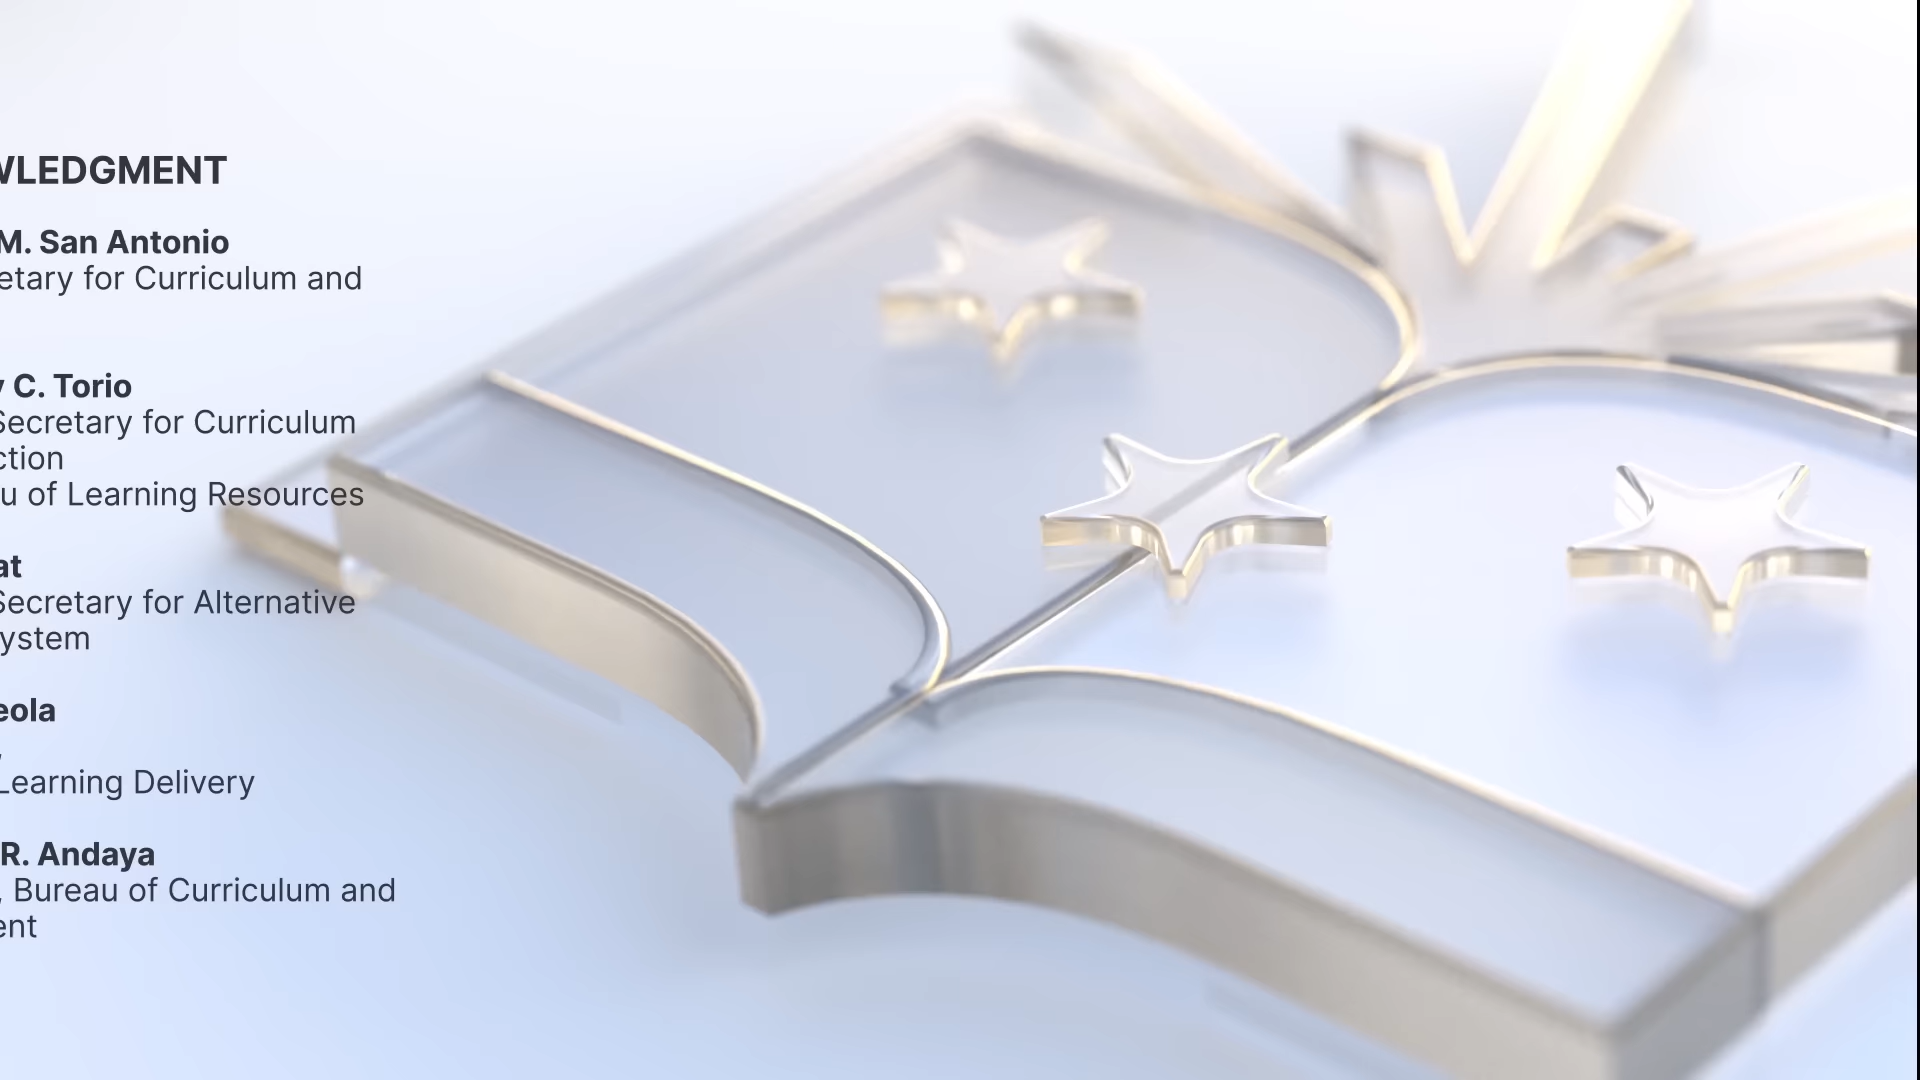 WLEDGMENT
M. San Antonio
etary for Curriculum and
C. Torio
Secretary for Curriculum
ction
u of Learning Resources
at
Secretary for Alternative
ystem
eola
Learning Delivery
R. Andaya
, Bureau of Curriculum and
ent